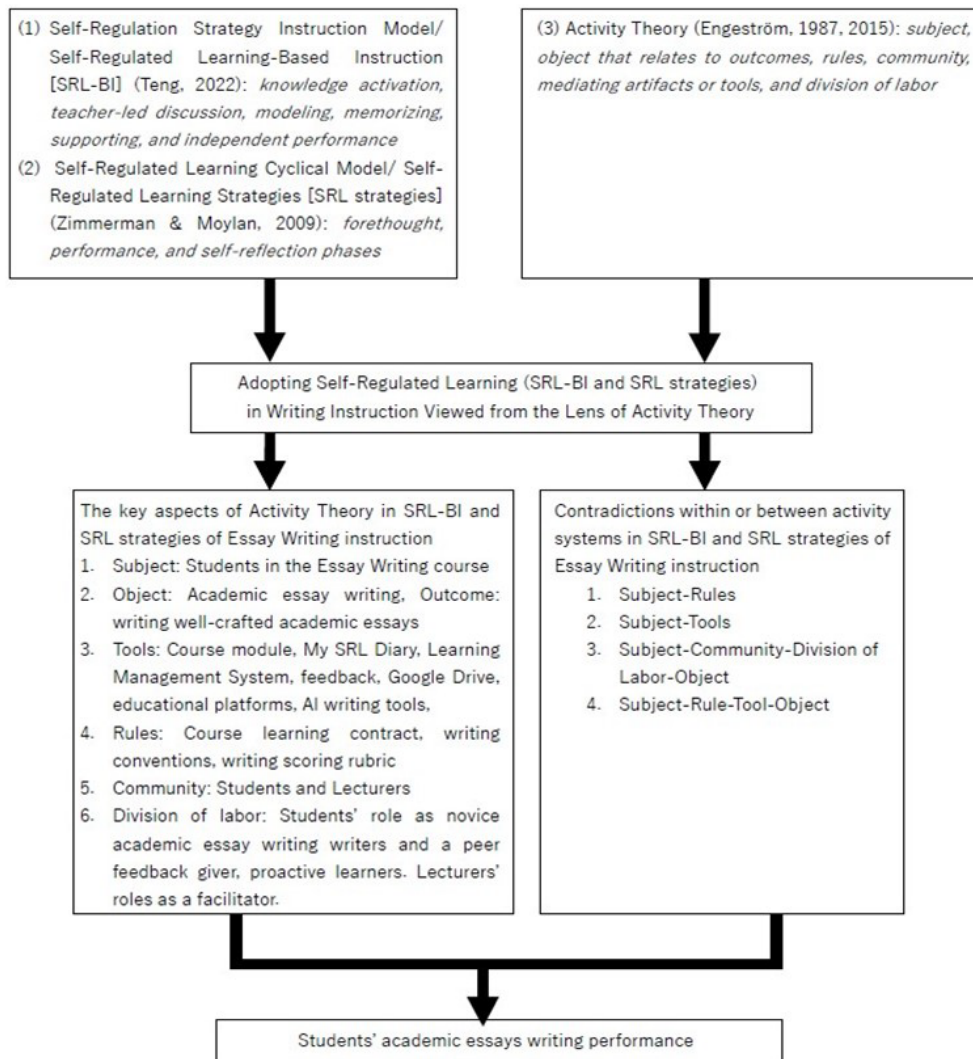 (1) Self-Regulation Strategy Instruction Model/
Self-Regulated Learning-Based Instruction
[SRL-BI] (Teng, 2022): knowledge activation,
teacher-led discussion, modeling, memorizing,
supporting, and independent performance
(2) Self-Regulated Learning Cyclical Model/ Self-
Regulated Learning Strategies [SRL strategies]
(Zimmerman & Moylan, 2009): forethought,
performance, and self-reflection phases
(3) Activity Theory (Engeström, 1987, 2015): subject,
object that relates to outcomes, rules, community,
mediating artifacts or tools, and division of labor
Adopting Self-Regulated Learning (SRL-BI and SRL strategies)
in Writing Instruction Viewed from the Lens of Activity Theory
The key aspects of Activity Theory in SRL-BI and
SRL strategies of Essay Writing instruction
1. Subject: Students in the Essay Writing course
2. Object: Academic essay writing, Outcome:
writing well-crafted academic essays
3. Tools: Course module, My SRL Diary, Learning
Management System, feedback, Google Drive,
educational platforms, AI writing tools,
4. Rules: Course learning contract, writing
conventions, writing scoring rubric
5. Community: Students and Lecturers
6. Division of labor: Students' role as novice
academic essay writing writers and a peer
feedback giver, proactive learners. Lecturers'
roles as a facilitator.
Contradictions within or between activity
systems in SRL-BI and SRL strategies of
Essay Writing instruction
1. Subject-Rules
2. Subject-Tools
3. Subject-Community-Division of
Labor-Object
4. Subject-Rule-Tool-Object
Students' academic essays writing performance